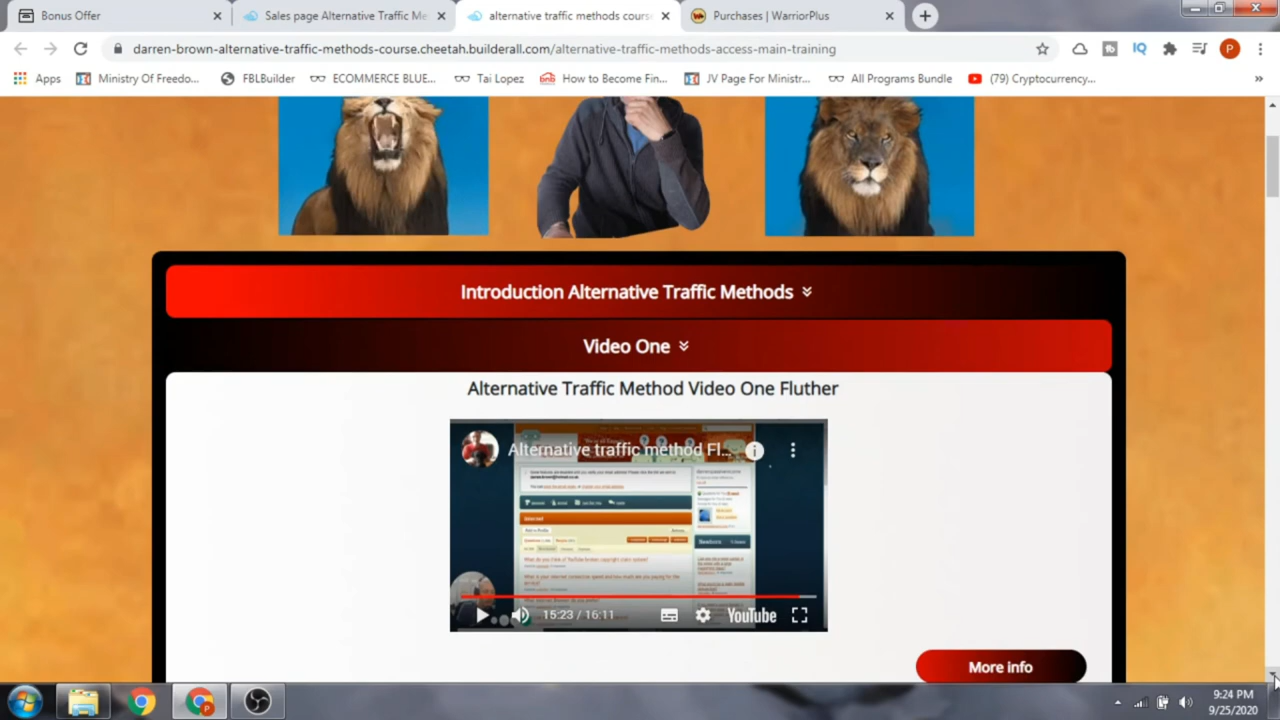 Bonus Offer
Sales page Alternative Traffic Me
alternative traffic methods cours
Purchases | WarriorPlus
darren-brown-alternative-traffic-methods-course.cheetah.builderall.com/alternative-traffic-methods-access-main-training
IQ
P
Apps
Ministry Of Freedo...
FBLBuilder
ECOMMERCE BLUE...
Tai Lopez
How to Become Fin...
JV Page For Ministr...
All Programs Bundle
(79) Cryptocurrency...
»
Introduction Alternative Traffic Methods
Video One
Alternative Traffic Method Video One Fluther
Alternative traffic method Fl...
15:23 / 16:11
YouTube
More info
9:24 PM
9/25/2020